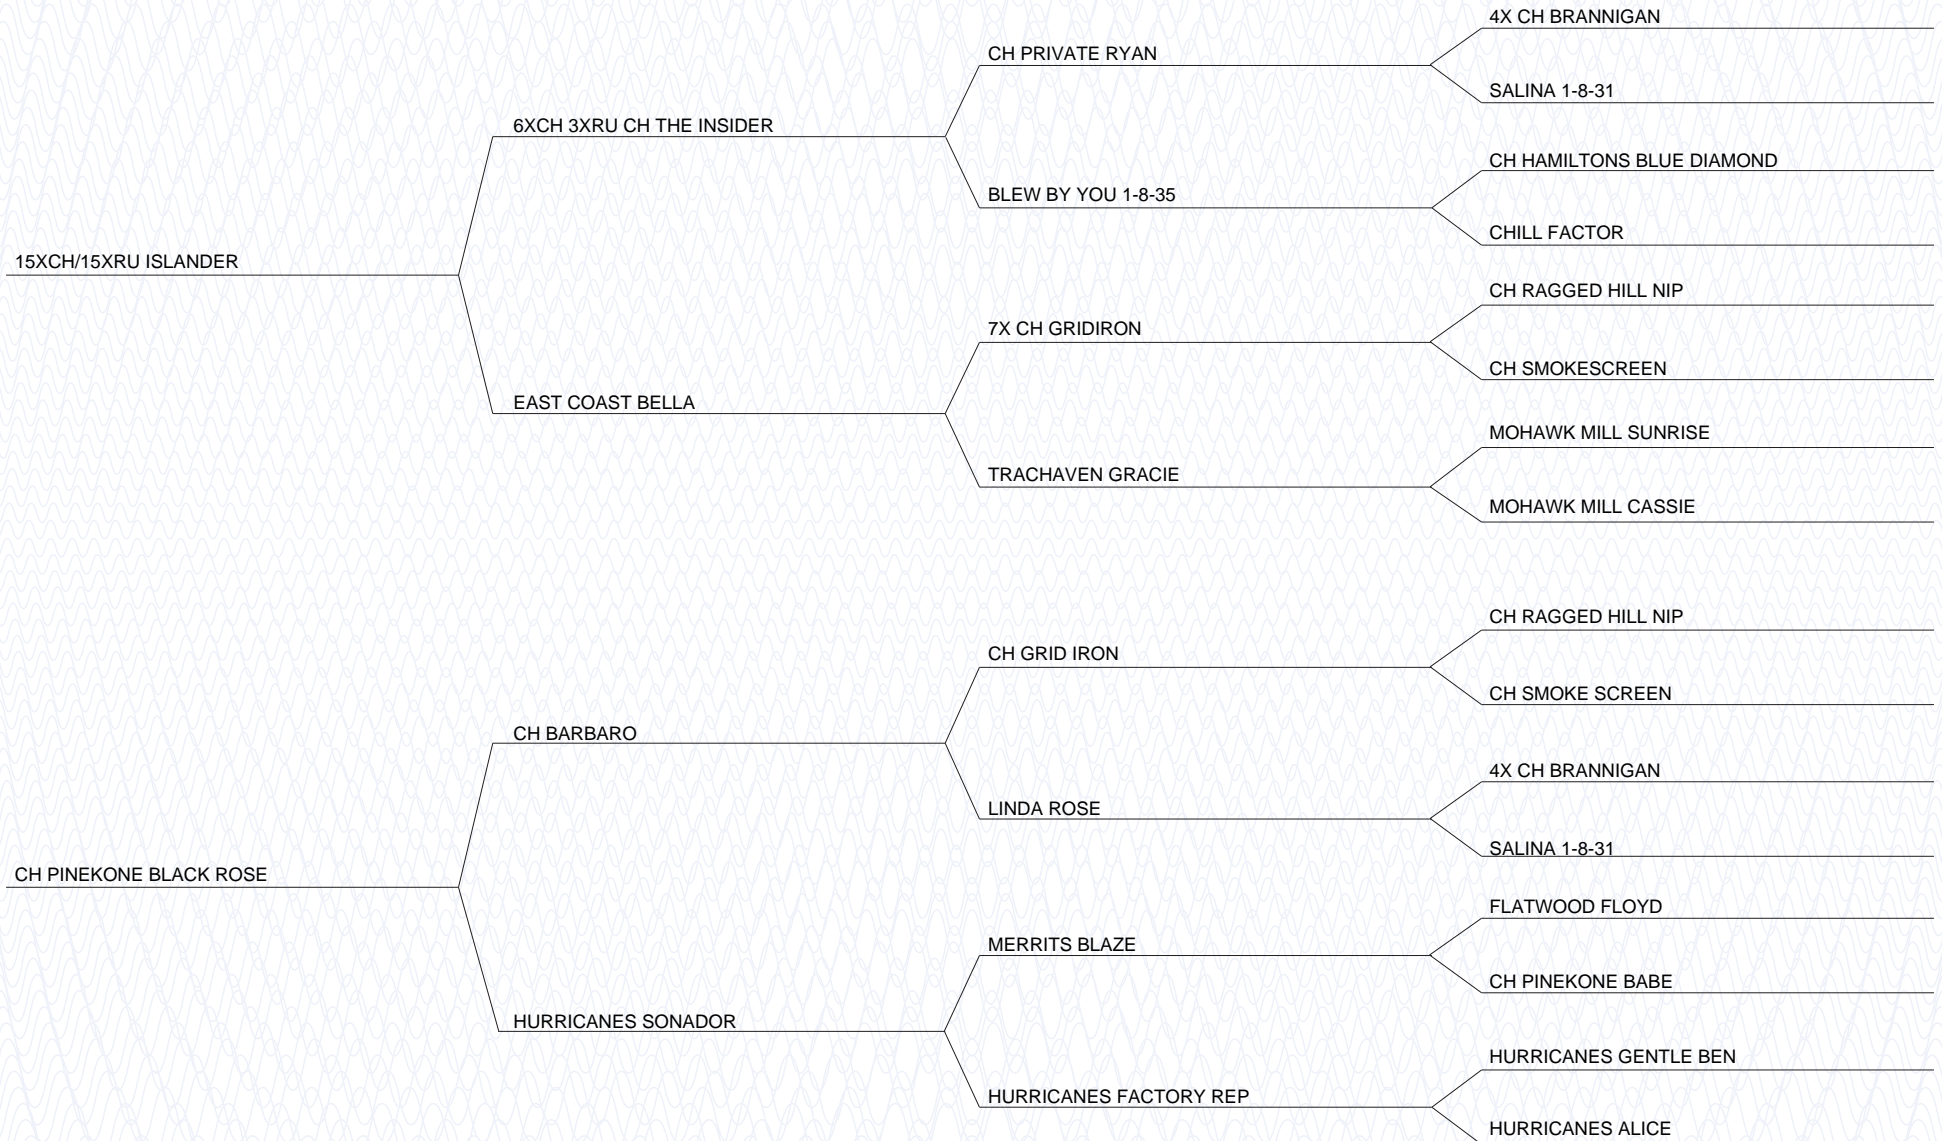 4X CH BRANNIGAN
CH PRIVATE RYAN
SALINA 1-8-31
6XCH 3XRU CH THE INSIDER
CH HAMILTONS BLUE DIAMOND
BLEW BY YOU 1-8-35
CHILL FACTOR
15XCH/15XRU ISLANDER
CH RAGGED HILL NIP
7X CH GRIDIRON
CH SMOKESCREEN
EAST COAST BELLA
MOHAWK MILL SUNRISE
TRACHAVEN GRACIE
MOHAWK MILL CASSIE
CH RAGGED HILL NIP
CH GRID IRON
CH SMOKE SCREEN
CH BARBARO
4X CH BRANNIGAN
LINDA ROSE
SALINA 1-8-31
CH PINEKONE BLACK ROSE
FLATWOOD FLOYD
MERRITS BLAZE
CH PINEKONE BABE
HURRICANES SONADOR
HURRICANES GENTLE BEN
HURRICANES FACTORY REP
HURRICANES ALICE